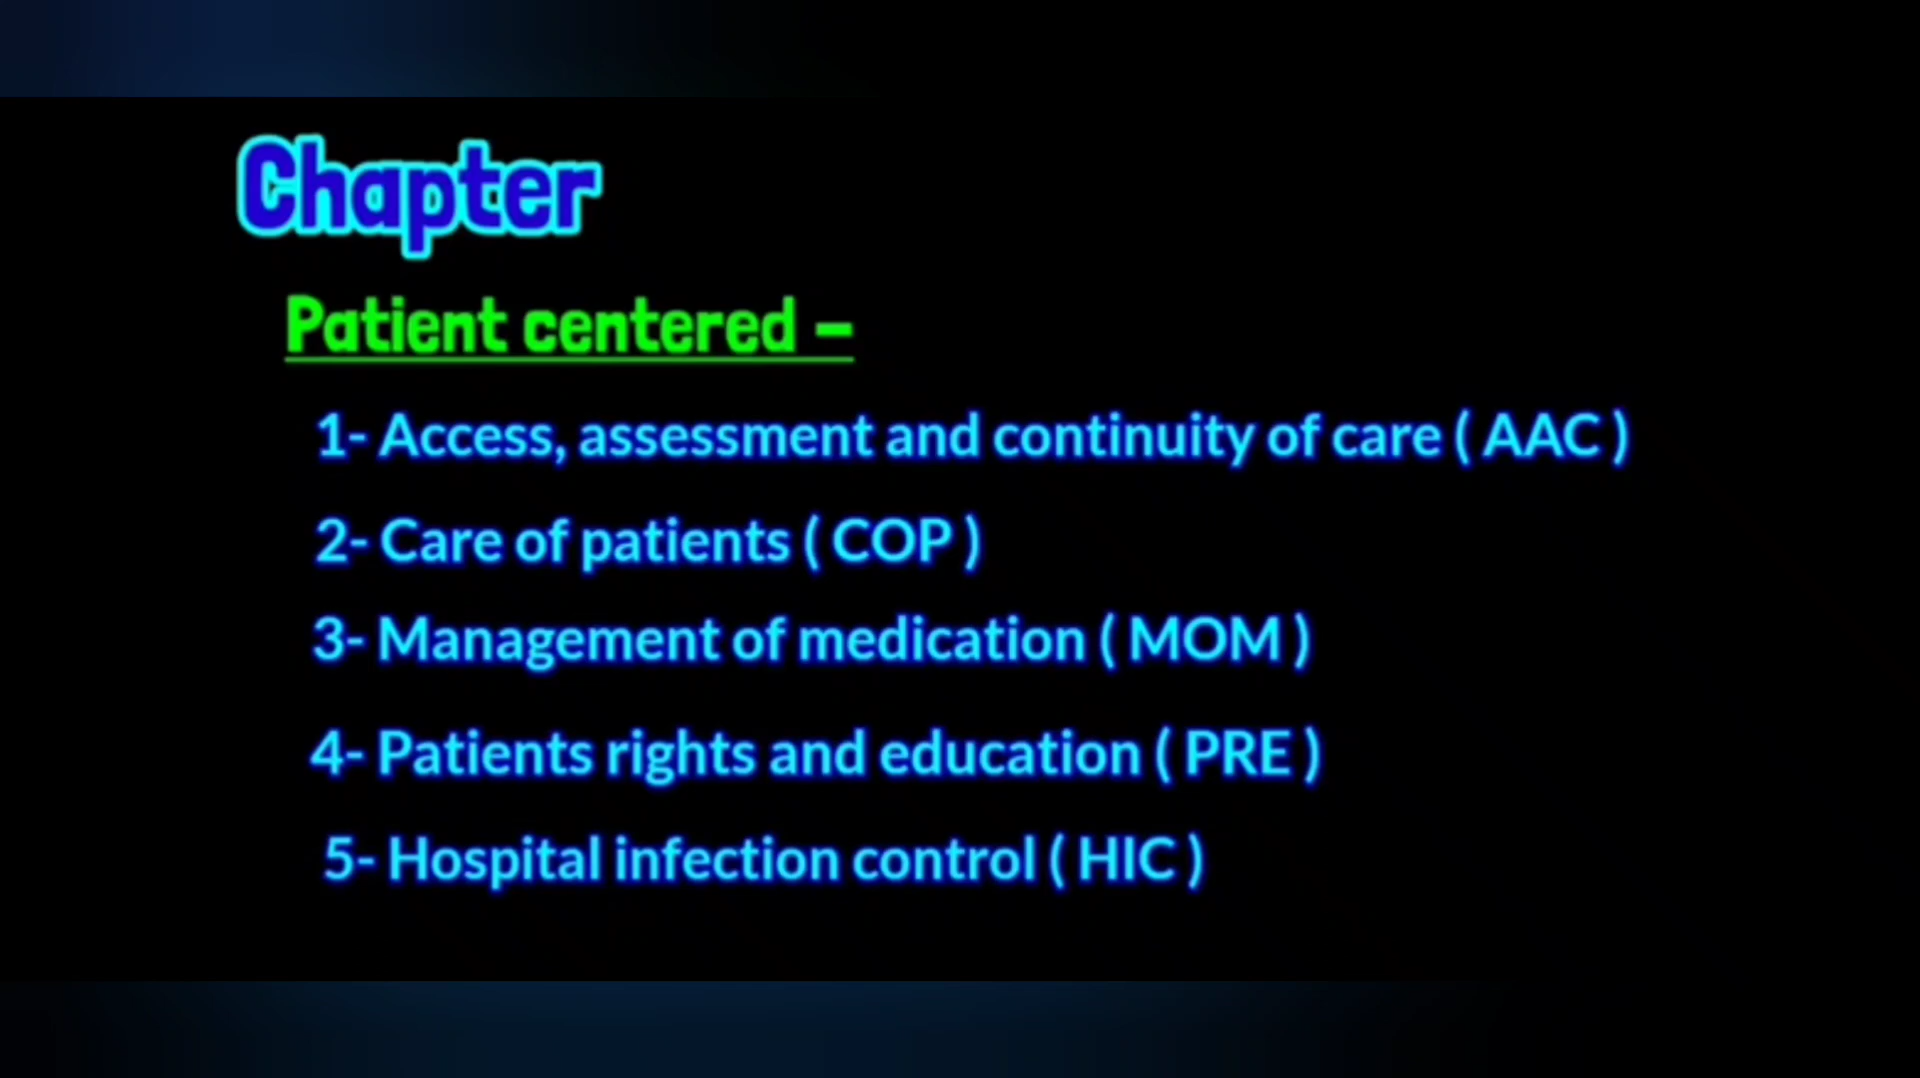 Chapter
Patient centered -
1- Access, assessment and continuity of care ( AAC )
2- Care of patients ( COP )
3- Management of medication ( MOM )
4- Patients rights and education ( PRE )
5- Hospital infection control ( HIC )